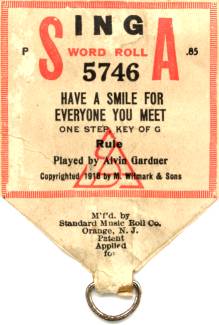 SINGA
P WORD ROLL .85
5746
HAVE A SMILE FOR
EVERYONE YOU MEET
ONE STEP, KEY OF G
Rule
Played by Alvin Gardner
Copyrighted 1918 by M. Witmark & Sons
M'f'd. by
Standard Music Roll Co.
Orange, N. J.
Patent
Applied
for